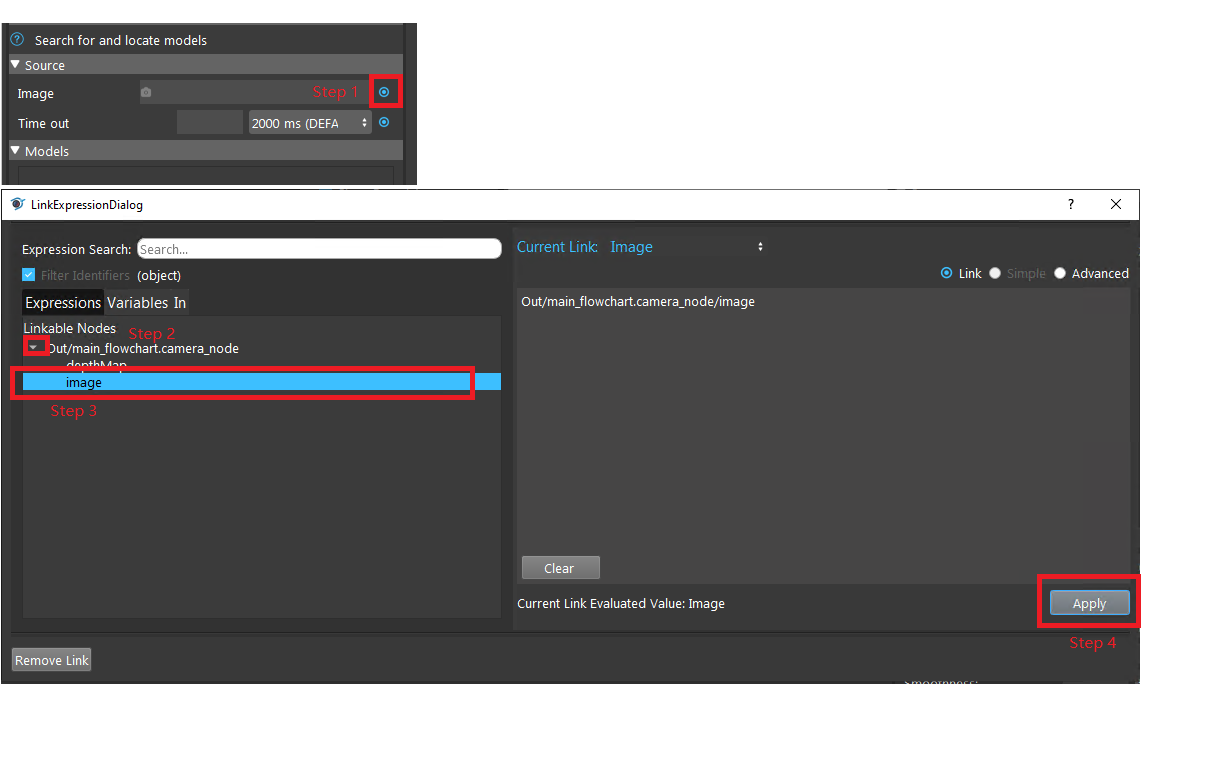 Search for and locate models
Source
Image
Step 1
Time out
2000 ms (DEFA
Models
LinkExpressionDialog
?
Expression Search:
Search...
Filter Identifiers (object)
Expressions Variables In
Linkable Nodes
Step 2
Out/main_flowchart.camera_node
depthMap
image
Step 3
Current Link: Image
Link Simple Advanced
Out/main_flowchart.camera_node/image
Clear
Current Link Evaluated Value: Image
Apply
Step 4
Remove Link
Smoothness: